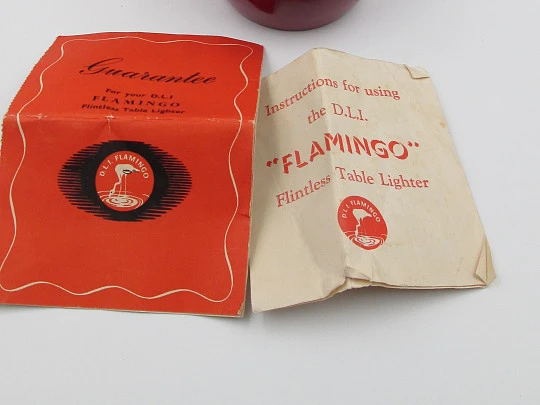 Guarantee
For your D.L.I
FLAMINGO
Flintless Table Lighter
D.L.I FLAMINGO
Instructions for using
the D.L.I.
"FLAMINGO"
Flintless Table Lighter
D.L.I FLAMINGO